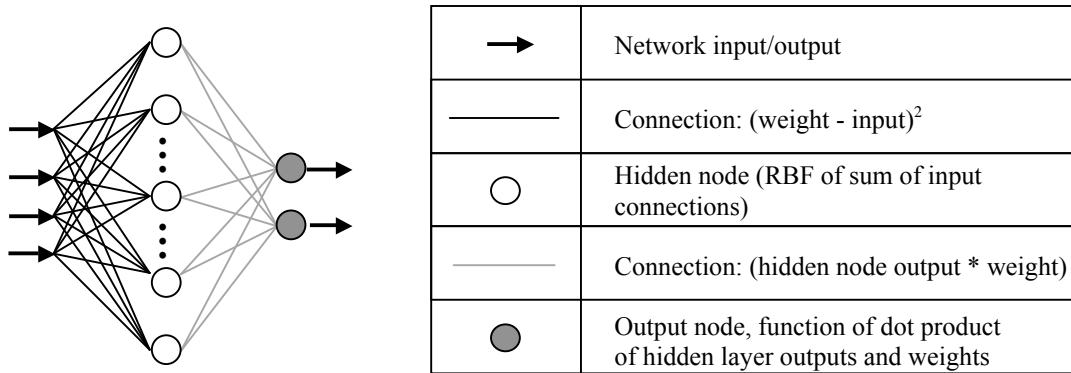 Network input/output
Connection: (weight - input)²
Hidden node (RBF of sum of input
connections)
Connection: (hidden node output * weight)
Output node, function of dot product
of hidden layer outputs and weights